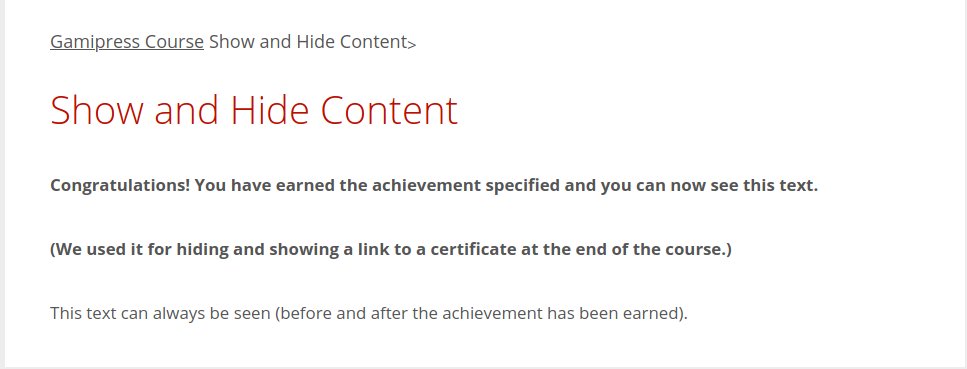 Gamipress Course Show and Hide Content>
Show and Hide Content
Congratulations! You have earned the achievement specified and you can now see this text.
(We used it for hiding and showing a link to a certificate at the end of the course.)
This text can always be seen (before and after the achievement has been earned).